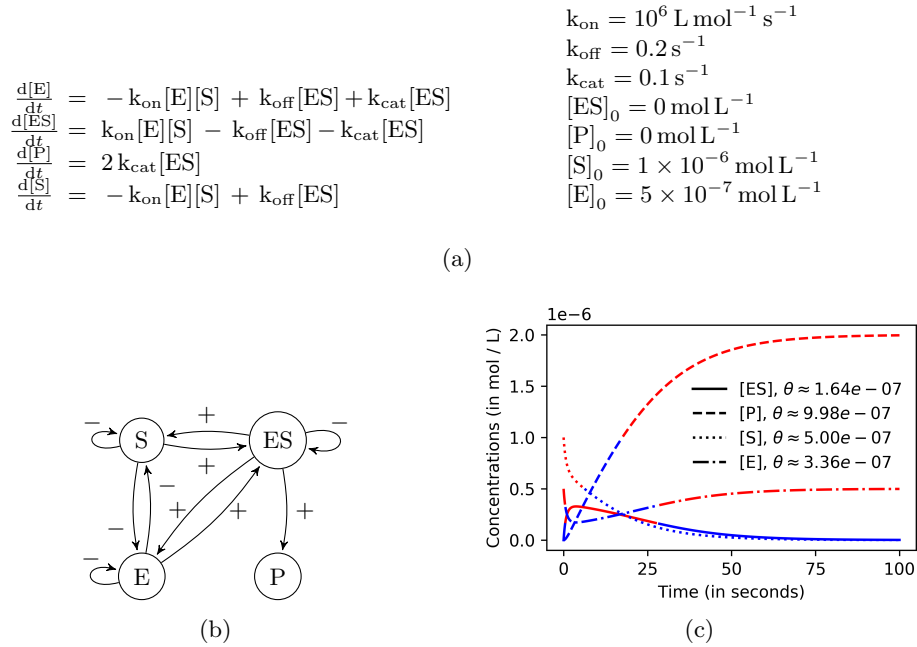 d[E]/dt = − k_on[E][S] + k_off[ES] + k_cat[ES]
d[ES]/dt = k_on[E][S] − k_off[ES] − k_cat[ES]
d[P]/dt = 2 k_cat[ES]
d[S]/dt = − k_on[E][S] + k_off[ES]
k_on = 10^6 L mol^−1 s^−1
k_off = 0.2 s^−1
k_cat = 0.1 s^−1
[ES]_0 = 0 mol L^−1
[P]_0 = 0 mol L^−1
[S]_0 = 1 × 10^−6 mol L^−1
[E]_0 = 5 × 10^−7 mol L^−1
(a)
− S + ES −
+
− − + +
+
− E P
(b)
1e−6
Concentrations (in mol / L)
2.0
1.5
1.0
0.5
0.0
[ES], θ ≈ 1.64e − 07
[P], θ ≈ 9.98e − 07
[S], θ ≈ 5.00e − 07
[E], θ ≈ 3.36e − 07
0 25 50 75 100
Time (in seconds)
(c)